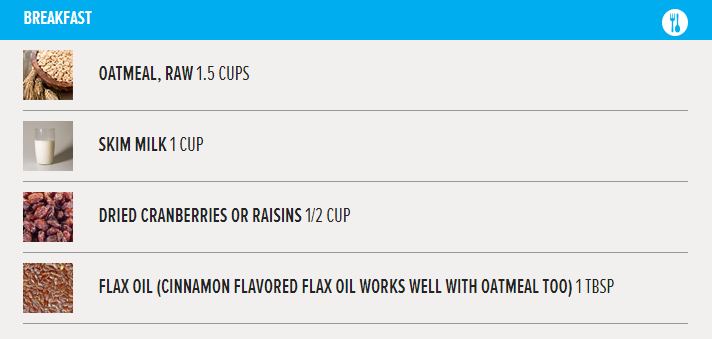 BREAKFAST
OATMEAL, RAW 1.5 CUPS
SKIM MILK 1 CUP
DRIED CRANBERRIES OR RAISINS 1/2 CUP
FLAX OIL (CINNAMON FLAVORED FLAX OIL WORKS WELL WITH OATMEAL TOO) 1 TBSP